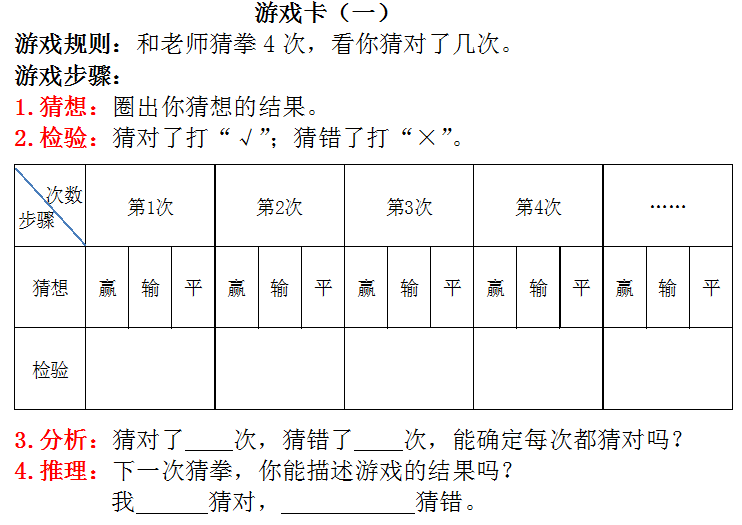 游戏卡（一）
游戏规则：和老师猜拳4次，看你猜对了几次。
游戏步骤：
1.猜想：圈出你猜想的结果。
2.检验：猜对了打“√”；猜错了打“×”。
次数 步骤 第1次 第2次 第3次 第4次 ……
猜想 赢 输 平 赢 输 平 赢 输 平 赢 输 平 赢 输 平
检验
3.分析：猜对了____次，猜错了____次，能确定每次都猜对吗？
4.推理：下一次猜拳，你能描述游戏的结果吗？
我______猜对，___________猜错。